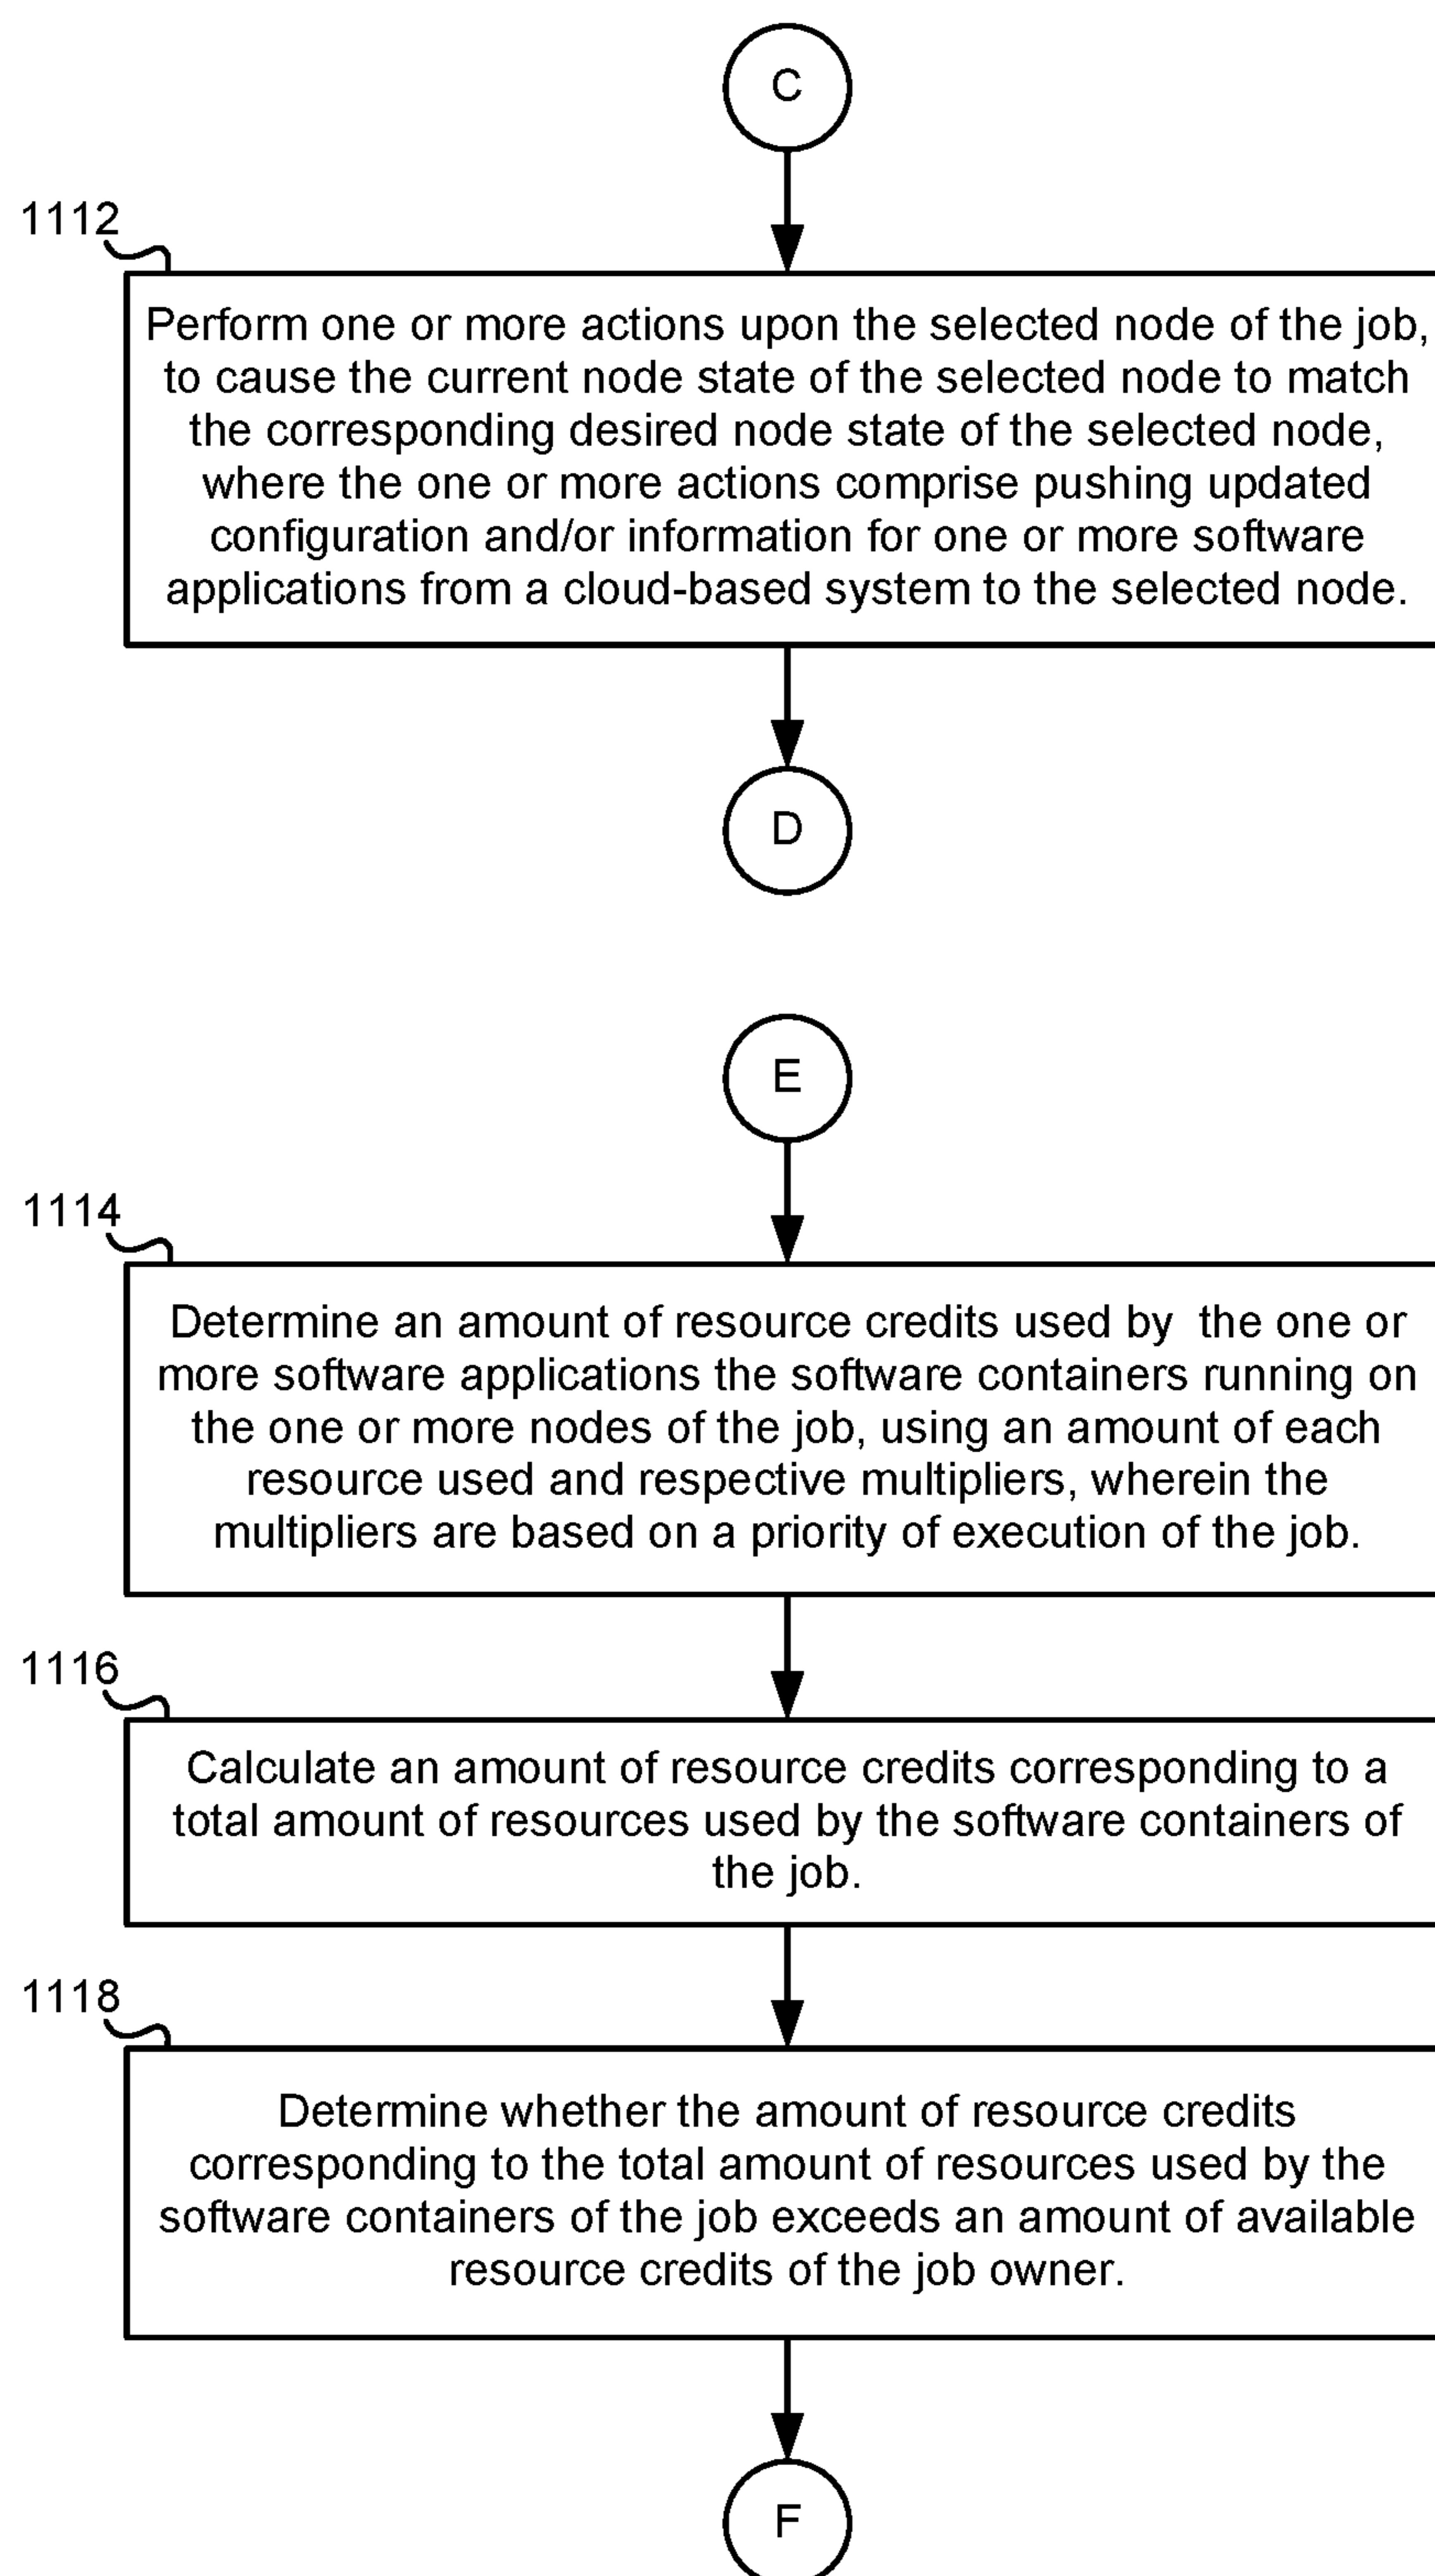 C
1112
Perform one or more actions upon the selected node of the job,
to cause the current node state of the selected node to match
the corresponding desired node state of the selected node,
where the one or more actions comprise pushing updated
configuration and/or information for one or more software
applications from a cloud-based system to the selected node.
D
E
1114
Determine an amount of resource credits used by  the one or
more software applications the software containers running on
the one or more nodes of the job, using an amount of each
resource used and respective multipliers, wherein the
multipliers are based on a priority of execution of the job.
1116
Calculate an amount of resource credits corresponding to a
total amount of resources used by the software containers of
the job.
1118
Determine whether the amount of resource credits
corresponding to the total amount of resources used by the
software containers of the job exceeds an amount of available
resource credits of the job owner.
F